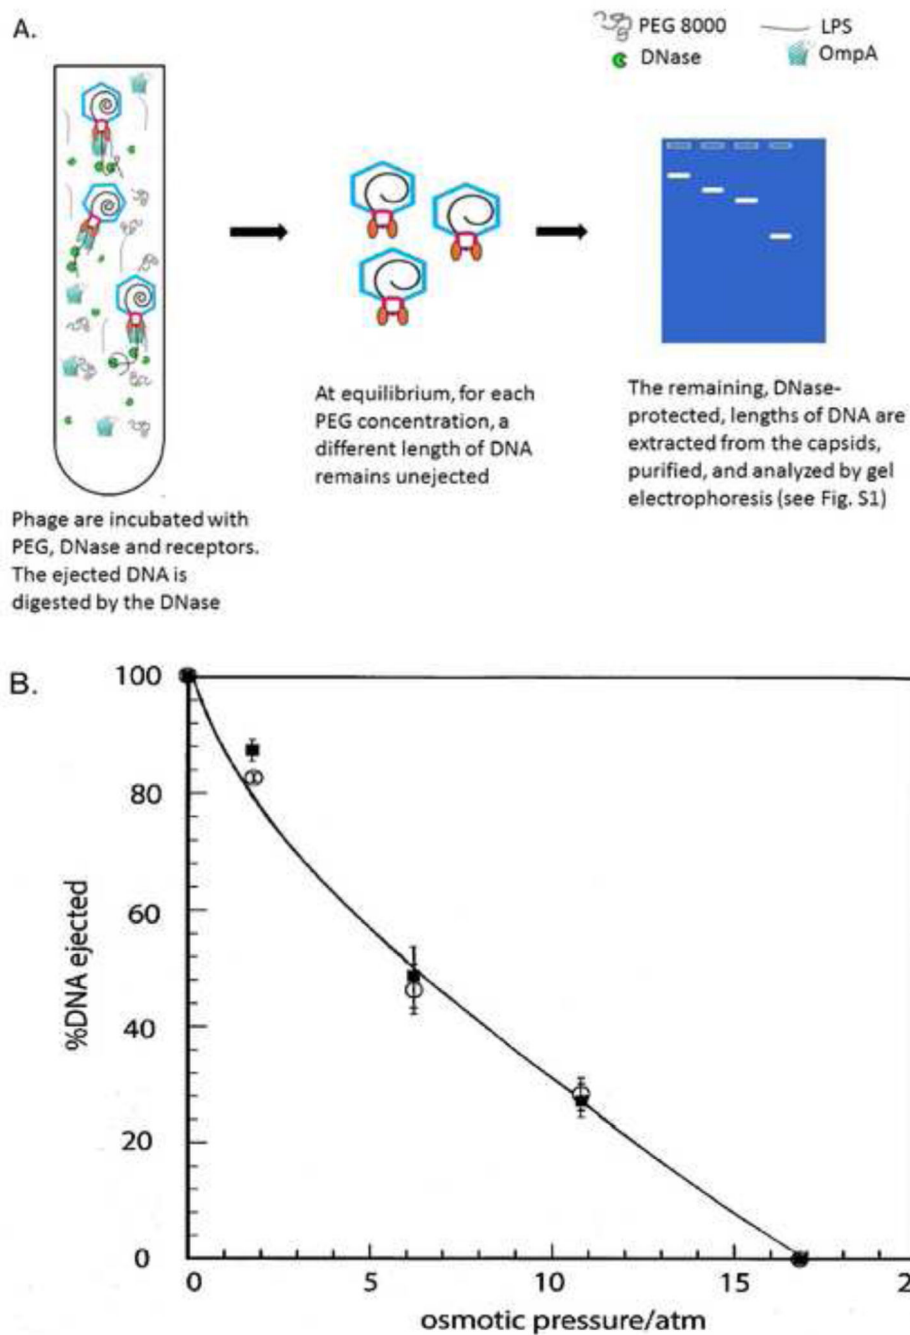 A.
PEG 8000
LPS
DNase
OmpA
At equilibrium, for each
PEG concentration, a
different length of DNA
remains unejected
The remaining, DNase-
protected, lengths of DNA are
extracted from the capsids,
purified, and analyzed by gel
electrophoresis (see Fig. S1)
Phage are incubated with
PEG, DNase and receptors.
The ejected DNA is
digested by the DNase
B.
100
80
60
40
20
0
%DNA ejected
0
5
10
15
2
osmotic pressure/atm